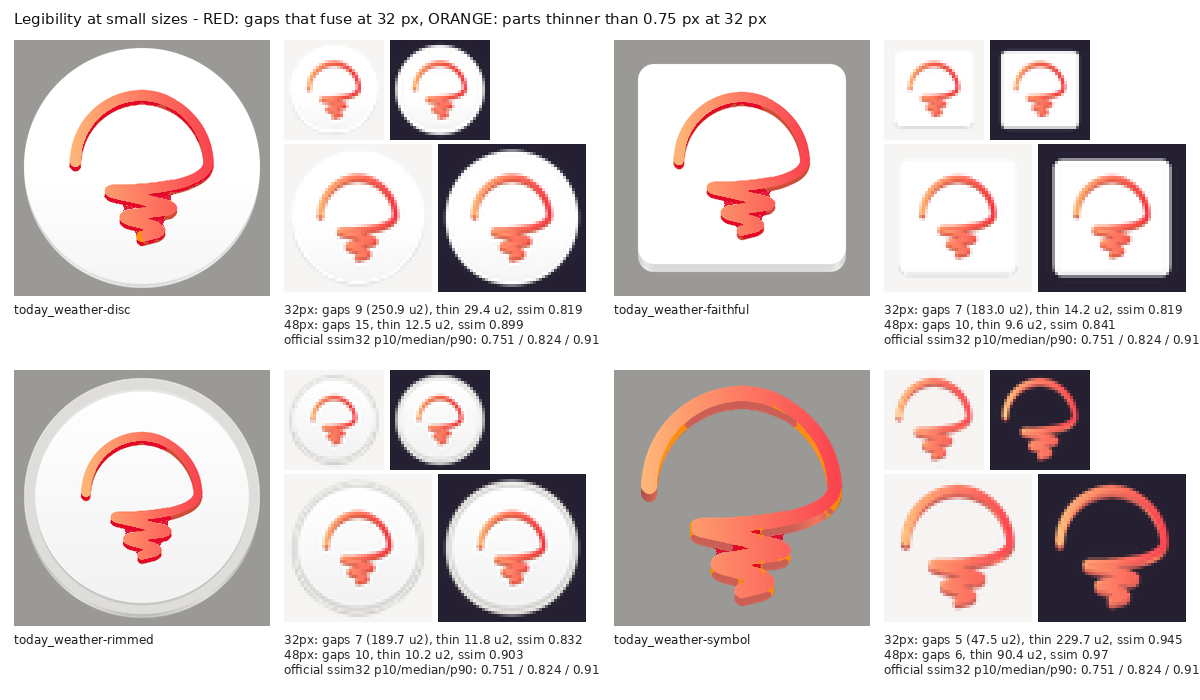 Legibility at small sizes - RED: gaps that fuse at 32 px, ORANGE: parts thinner than 0.75 px at 32 px
today_weather-disc
32px: gaps 9 (250.9 u2), thin 29.4 u2, ssim 0.819
48px: gaps 15, thin 12.5 u2, ssim 0.899
official ssim32 p10/median/p90: 0.751 / 0.824 / 0.91
today_weather-faithful
32px: gaps 7 (183.0 u2), thin 14.2 u2, ssim 0.819
48px: gaps 10, thin 9.6 u2, ssim 0.841
official ssim32 p10/median/p90: 0.751 / 0.824 / 0.91
today_weather-rimmed
32px: gaps 7 (189.7 u2), thin 11.8 u2, ssim 0.832
48px: gaps 10, thin 10.2 u2, ssim 0.903
official ssim32 p10/median/p90: 0.751 / 0.824 / 0.91
today_weather-symbol
32px: gaps 5 (47.5 u2), thin 229.7 u2, ssim 0.945
48px: gaps 6, thin 90.4 u2, ssim 0.97
official ssim32 p10/median/p90: 0.751 / 0.824 / 0.91